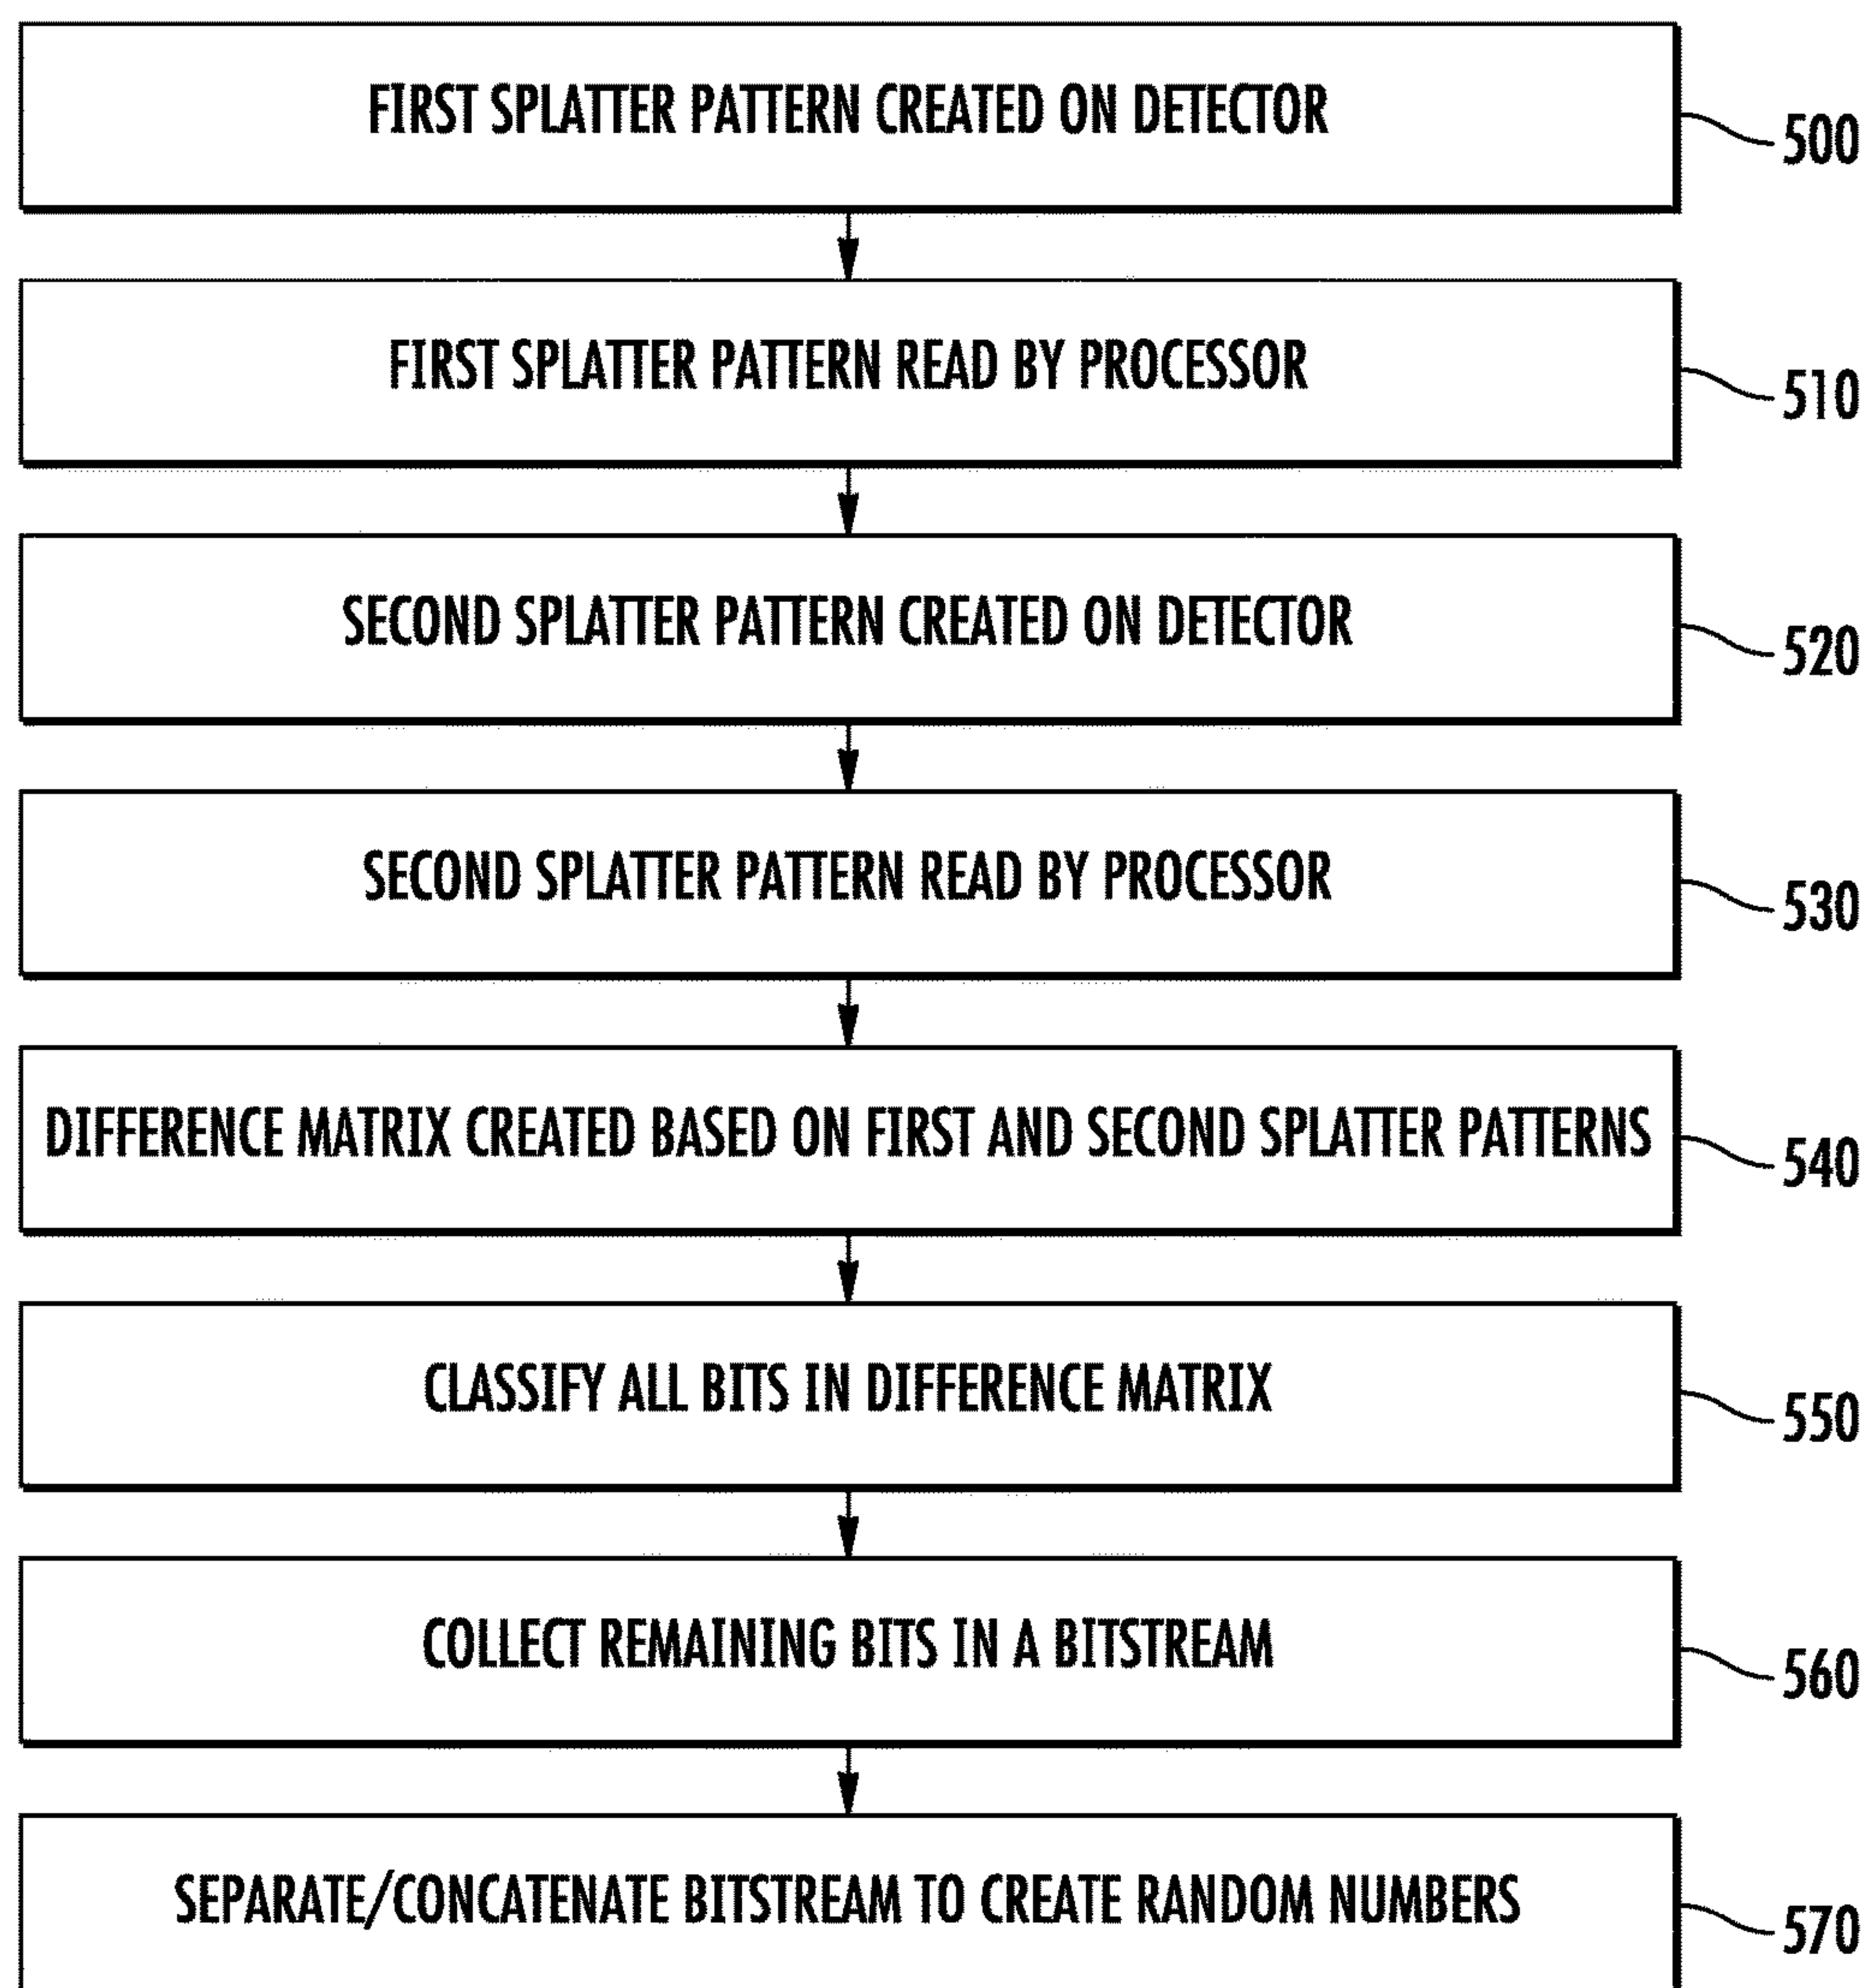 FIRST SPLATTER PATTERN CREATED ON DETECTOR
500
FIRST SPLATTER PATTERN READ BY PROCESSOR
510
SECOND SPLATTER PATTERN CREATED ON DETECTOR
520
SECOND SPLATTER PATTERN READ BY PROCESSOR
530
DIFFERENCE MATRIX CREATED BASED ON FIRST AND SECOND SPLATTER PATTERNS
540
CLASSIFY ALL BITS IN DIFFERENCE MATRIX
550
COLLECT REMAINING BITS IN A BITSTREAM
560
SEPARATE/CONCATENATE BITSTREAM TO CREATE RANDOM NUMBERS
570